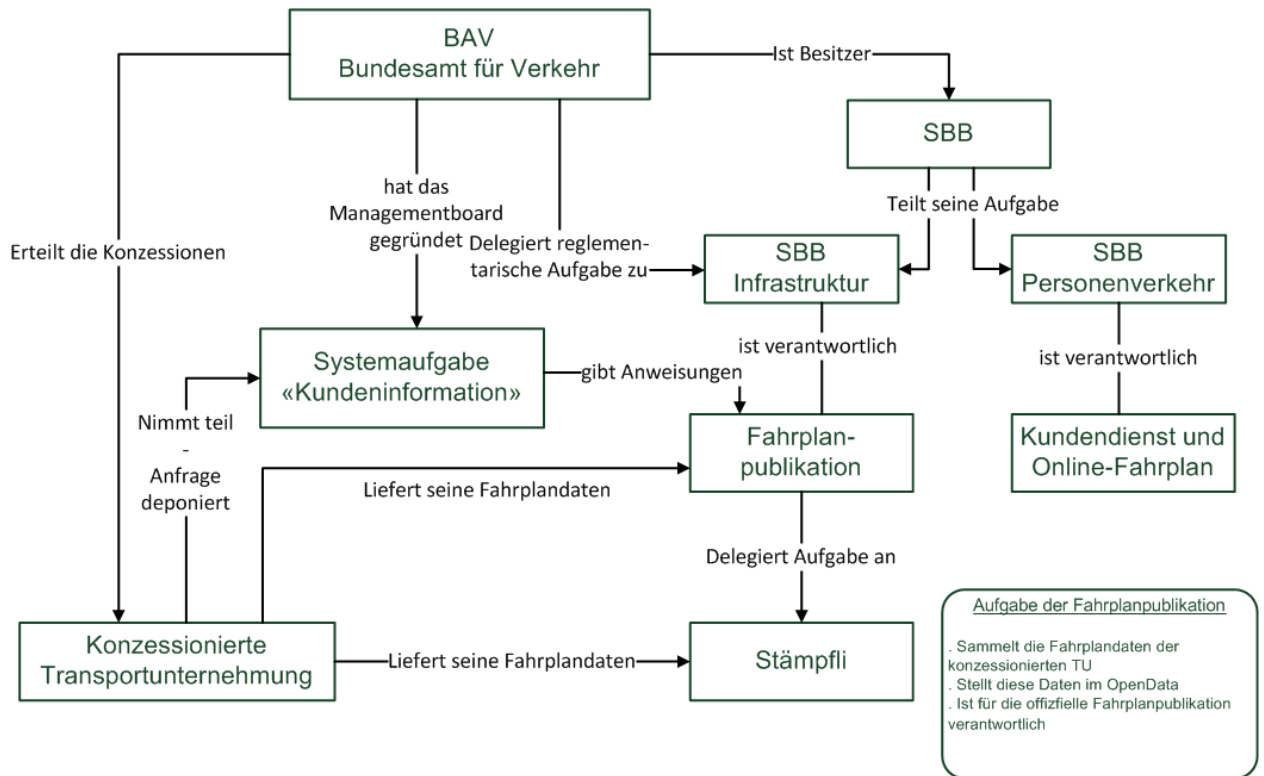 BAV
Bundesamt für Verkehr
Ist Besitzer
SBB
hat das
Managementboard
gegründet
Teilt seine Aufgabe
Erteilt die Konzessionen
Delegiert reglemen-
tarische Aufgabe zu
SBB
Infrastruktur
SBB
Personenverkehr
Systemaufgabe
«Kundeninformation»
gibt Anweisungen
ist verantwortlich
ist verantwortlich
Nimmt teil
-
Anfrage
deponiert
Fahrplan-
publikation
Kundendienst und
Online-Fahrplan
Liefert seine Fahrplandaten
Delegiert Aufgabe an
Konzessionierte
Transportunternehmung
Liefert seine Fahrplandaten
Stämpfli
Aufgabe der Fahrplanpublikation
. Sammelt die Fahrplandaten der
konzessionierten TU
. Stellt diese Daten im OpenData
. Ist für die offizfielle Fahrplanpublikation
verantwortlich